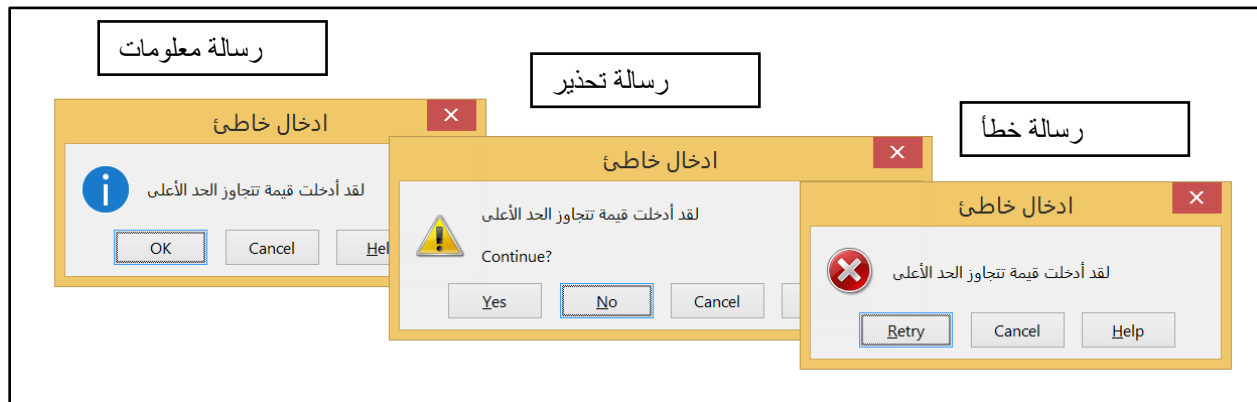 رسالة معلومات
ادخال خاطئ
لقد أدخلت قيمة تتجاوز الحد الأعلى
OK
Cancel
Hel
رسالة تحذير
ادخال خاطئ
لقد أدخلت قيمة تتجاوز الحد الأعلى
Continue?
Yes
No
Cancel
رسالة خطأ
ادخال خاطئ
لقد أدخلت قيمة تتجاوز الحد الأعلى
Retry
Cancel
Help